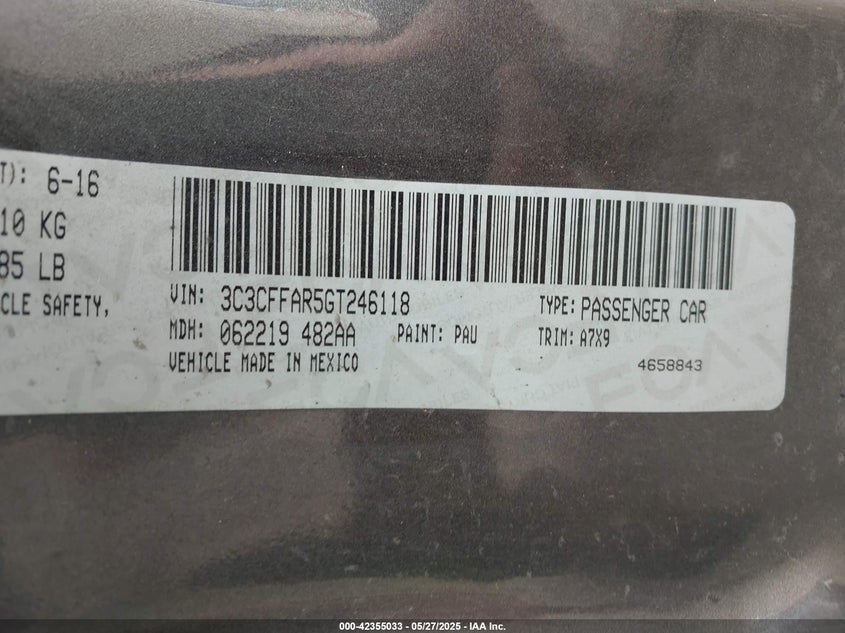 T): 6-16
10 KG
85 LB
CLE SAFETY,
VIN: 3C3CFFAR5GT246118 TYPE: PASSENGER CAR
MDH: 062219 482AA PAINT: PAU TRIM: A7X9
VEHICLE MADE IN MEXICO 4658843
000-42355033 — 05/27/2025 - IAA Inc.